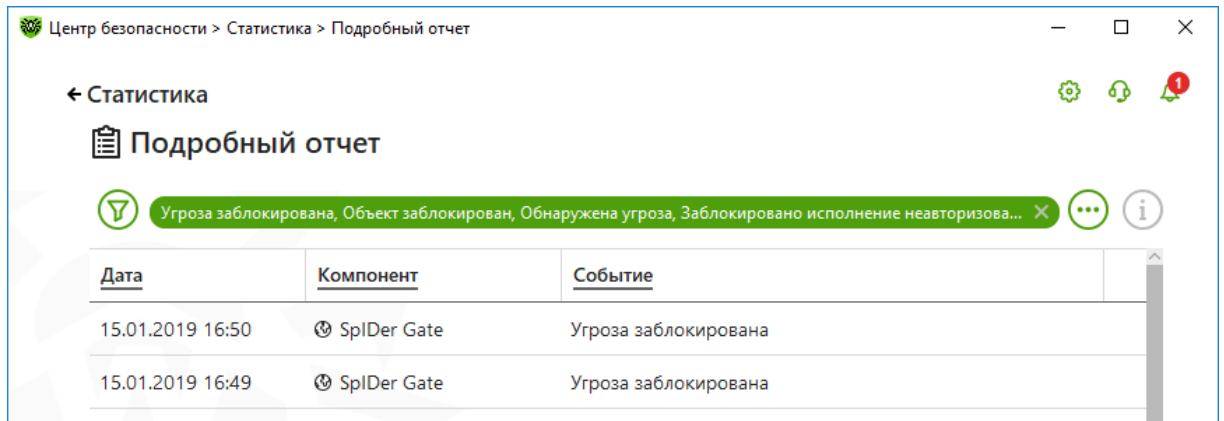 Центр безопасности > Статистика > Подробный отчет
Статистика
1
Подробный отчет
Угроза заблокирована, Объект заблокирован, Обнаружена угроза, Заблокировано исполнение неавторизова...
Дата Компонент Событие
15.01.2019 16:50 SpIDer Gate Угроза заблокирована
15.01.2019 16:49 SpIDer Gate Угроза заблокирована